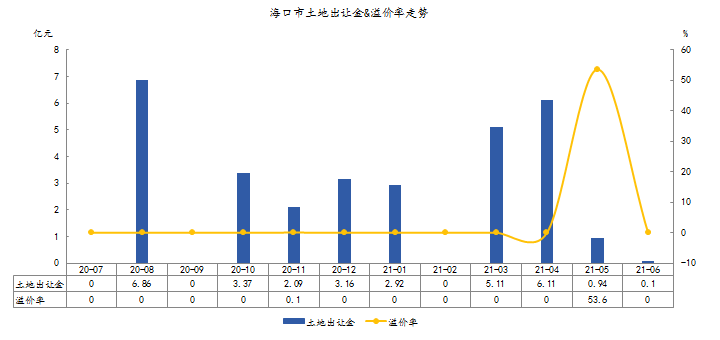 海口市土地出让金&溢价率走势
亿元 %
8 60
7 50
6 40
5 30
4 20
3 10
2 0
1 -10
0
20-07 20-08 20-09 20-10 20-11 20-12 21-01 21-02 21-03 21-04 21-05 21-06
土地出让金 0 6.86 0 3.37 2.09 3.16 2.92 0 5.11 6.11 0.94 0.1
溢价率 0 0 0 0 0.1 0 0 0 0 0 53.6 0
土地出让金 溢价率